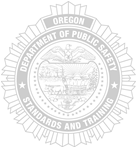 OREGON
DEPARTMENT OF PUBLIC SAFETY
STANDARDS AND TRAINING